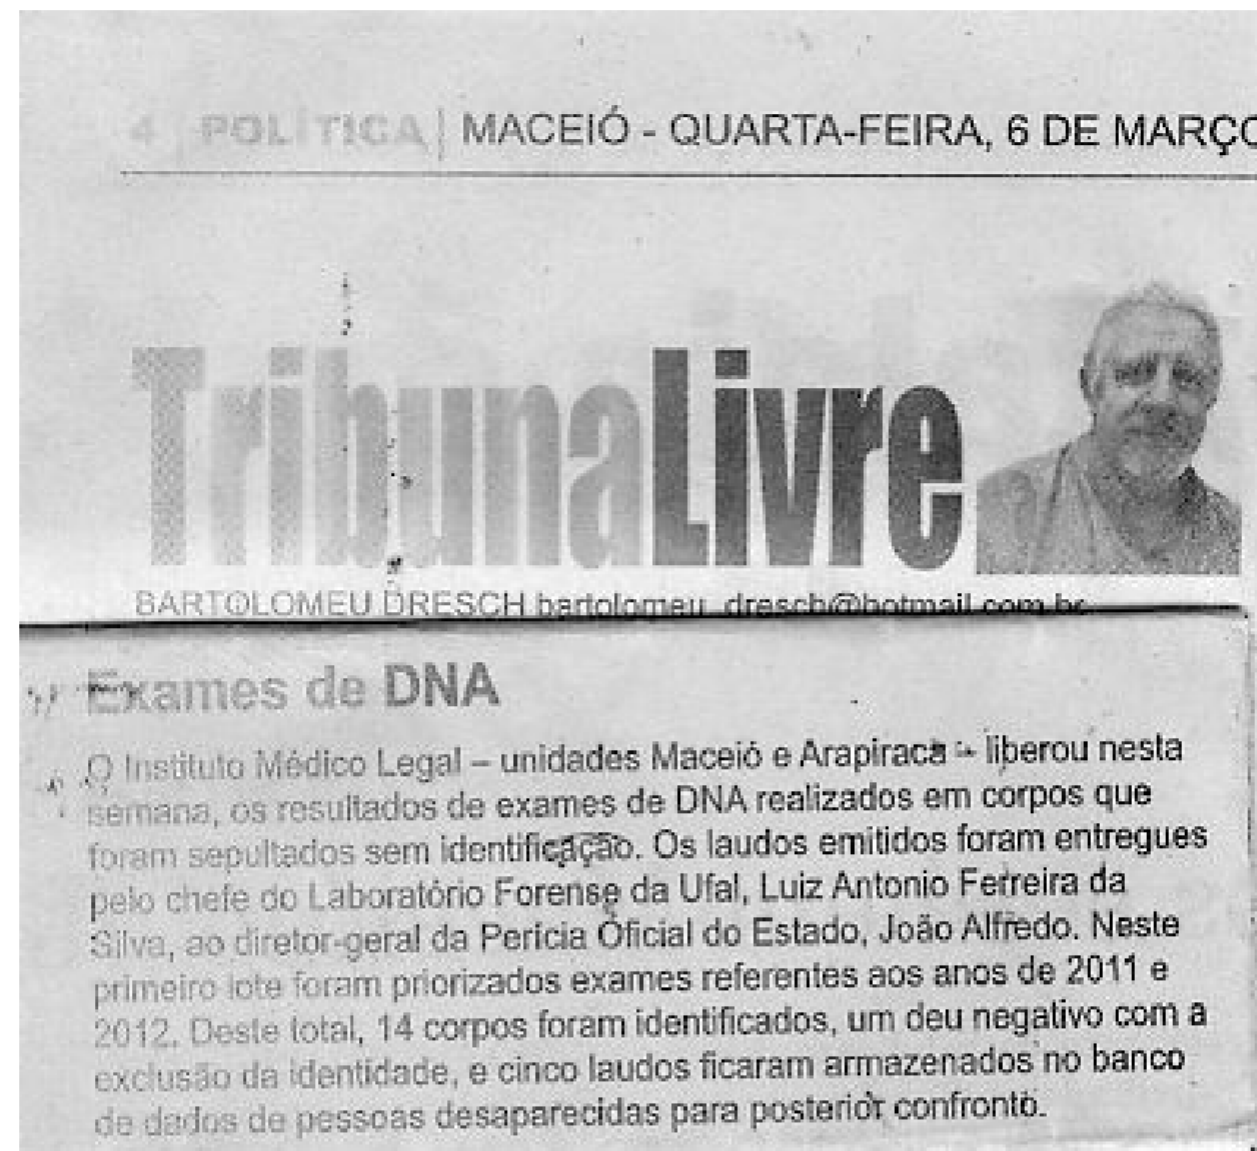 4 | POLÍTICA | MACEIÓ - QUARTA-FEIRA, 6 DE MARÇO
TribunaLivre
BARTOLOMEU DRESCH bartolomeu_dresch@hotmail.com.br
Exames de DNA
O Instituto Médico Legal – unidades Maceió e Arapiraca – liberou nesta
semana, os resultados de exames de DNA realizados em corpos que
foram sepultados sem identificação. Os laudos emitidos foram entregues
pelo chefe do Laboratório Forense da Ufal, Luiz Antonio Ferreira da
Silva, ao diretor-geral da Perícia Oficial do Estado, João Alfredo. Neste
primeiro lote foram priorizados exames referentes aos anos de 2011 e
2012. Deste total, 14 corpos foram identificados, um deu negativo com a
exclusão da identidade, e cinco laudos ficaram armazenados no banco
de dados de pessoas desaparecidas para posterior confronto.